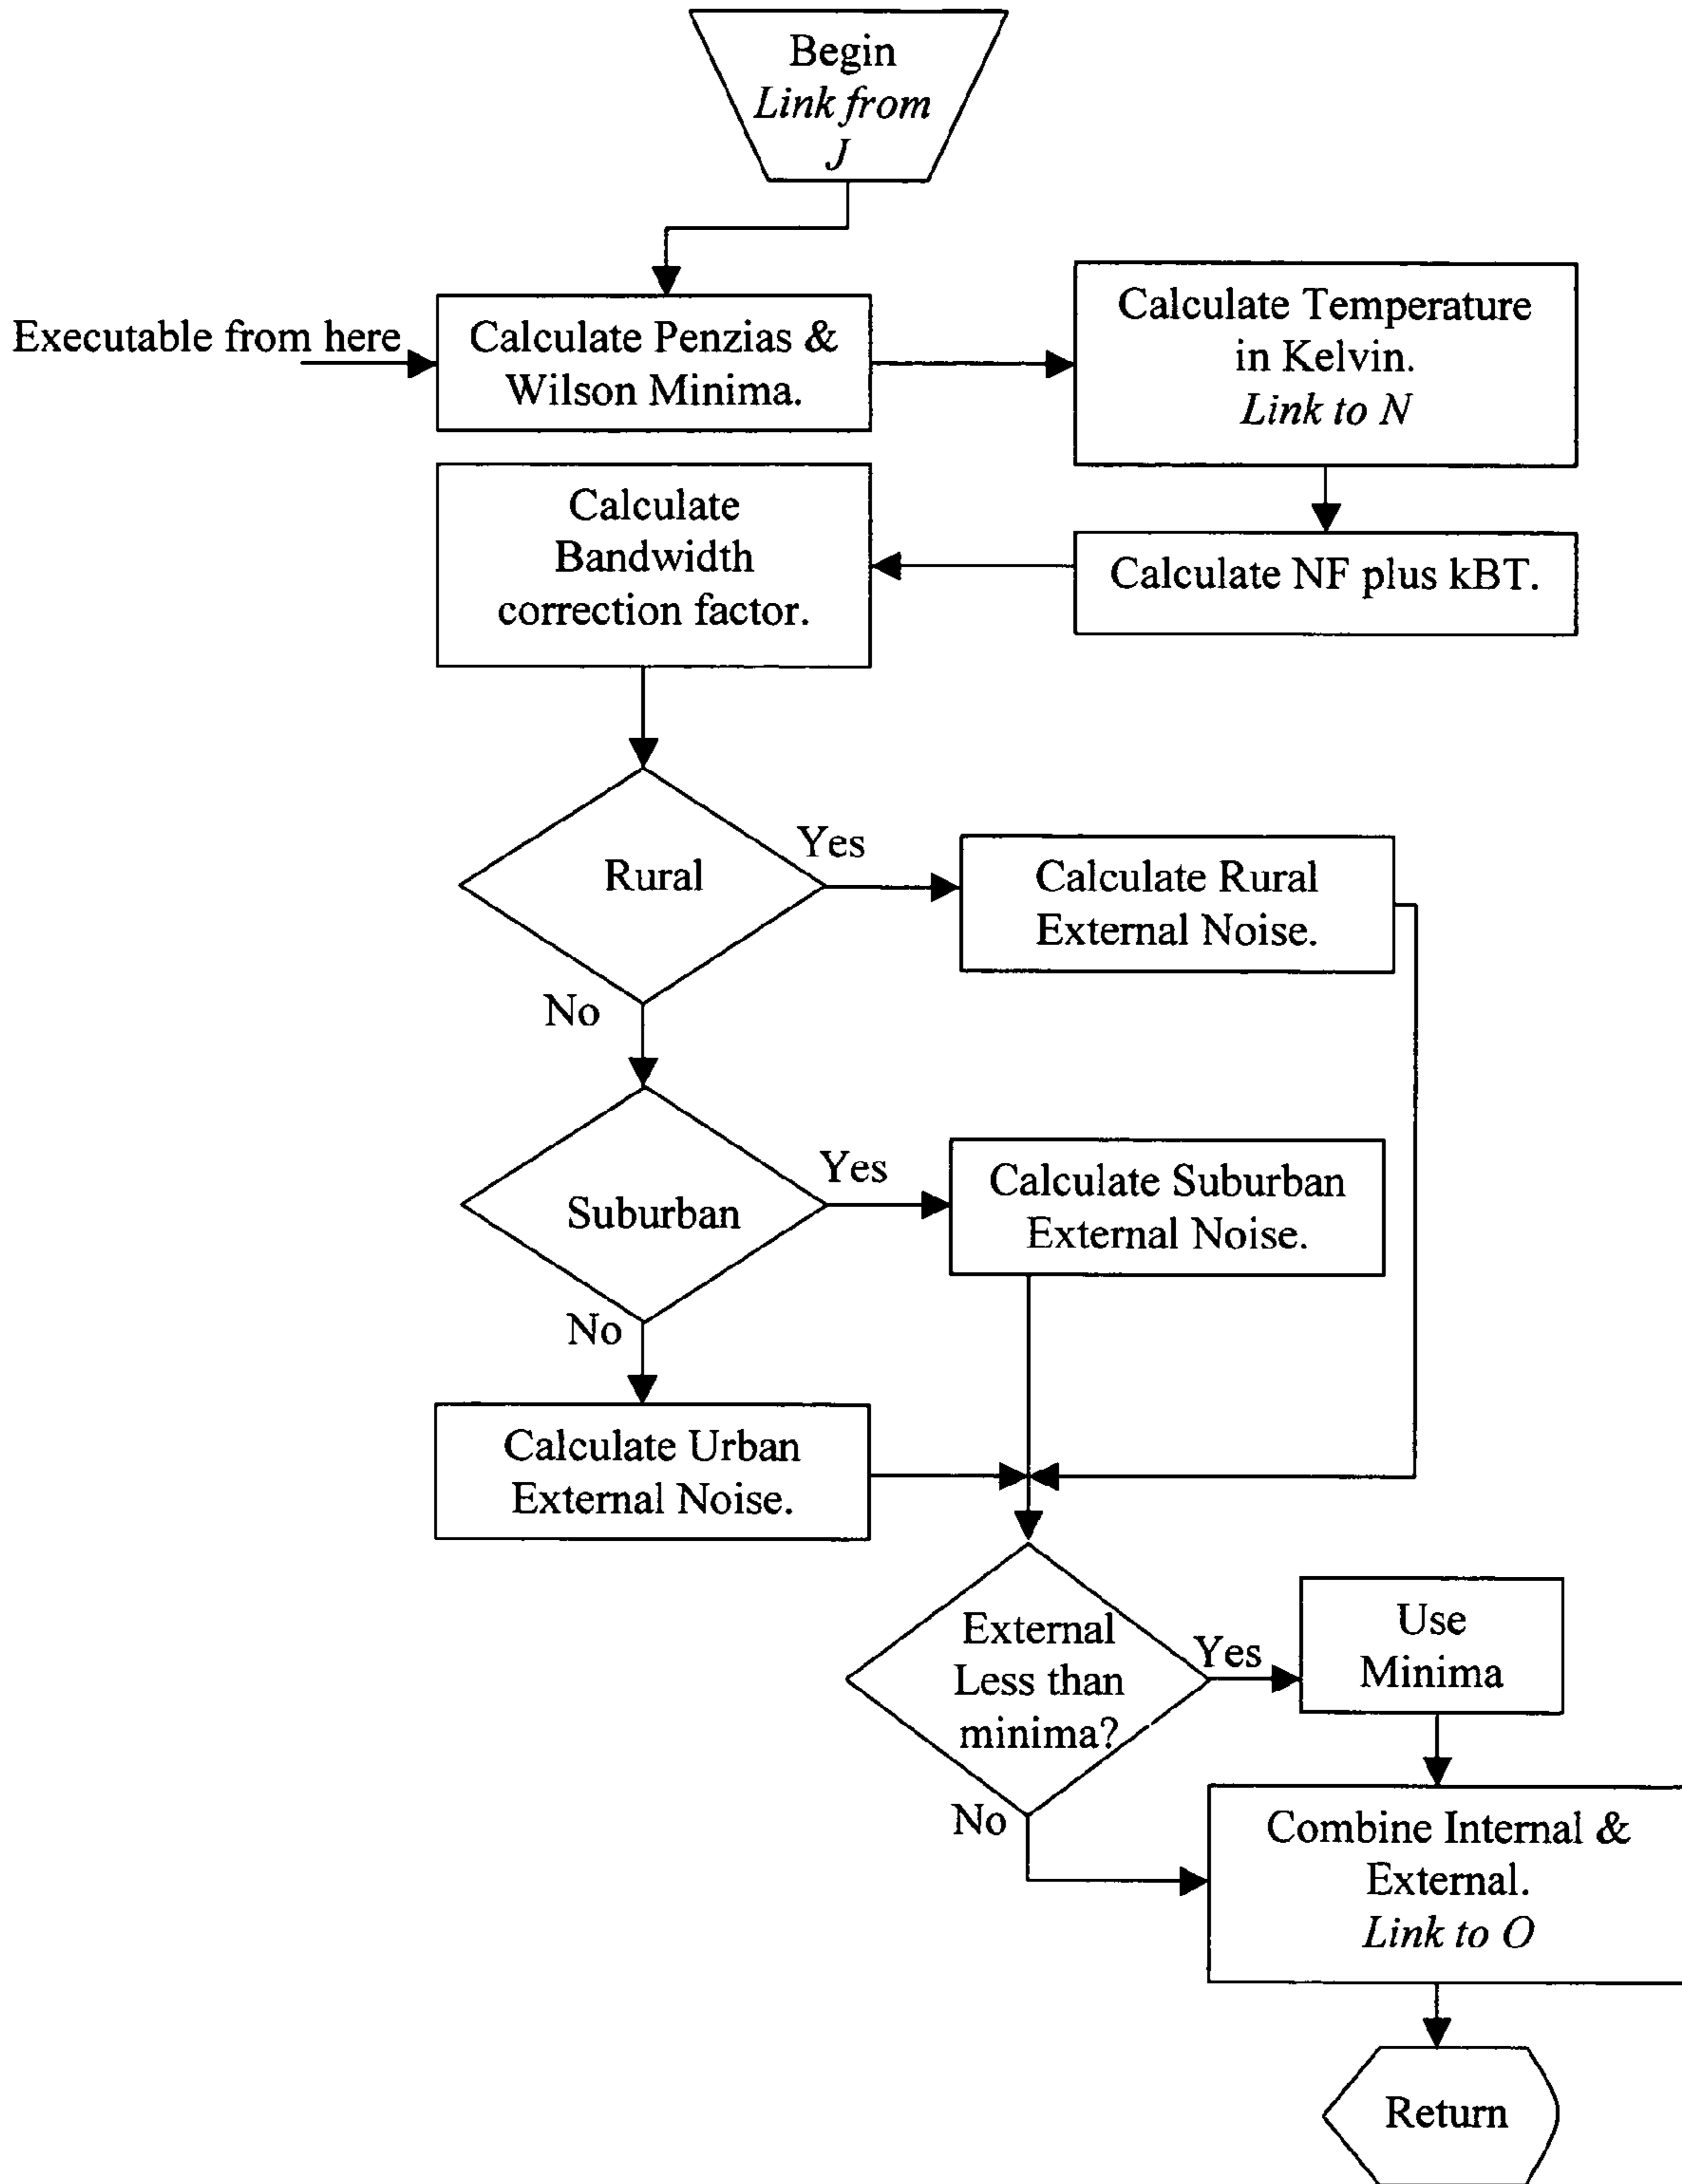 Begin
Link from
J
Executable from here
Calculate Penzias &
Wilson Minima.
Calculate Temperature
in Kelvin.
Link to N
Calculate
Bandwidth
correction factor.
Calculate NF plus kBT.
Rural
Yes
Calculate Rural
External Noise.
No
Suburban
Yes
Calculate Suburban
External Noise.
No
Calculate Urban
External Noise.
External
Less than
minima?
Yes
Use
Minima
No
Combine Internal &
External.
Link to O
Return